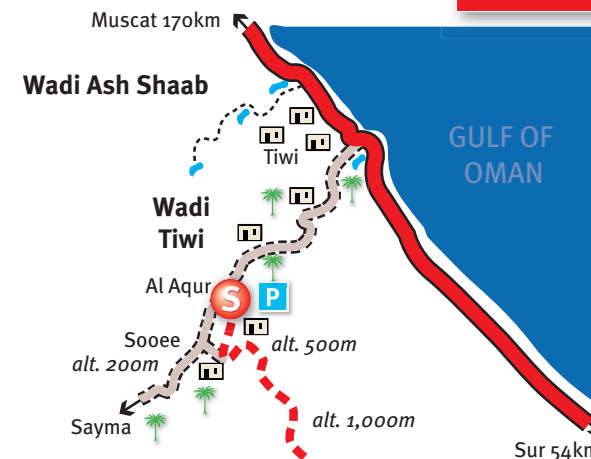 Muscat 170km
Wadi Ash Shaab
GULF OF
OMAN
Tiwi
Wadi
Tiwi
Al Aqur
S
P
Sooee
alt. 500m
alt. 200m
alt. 1,000m
Sayma
Sur 54km